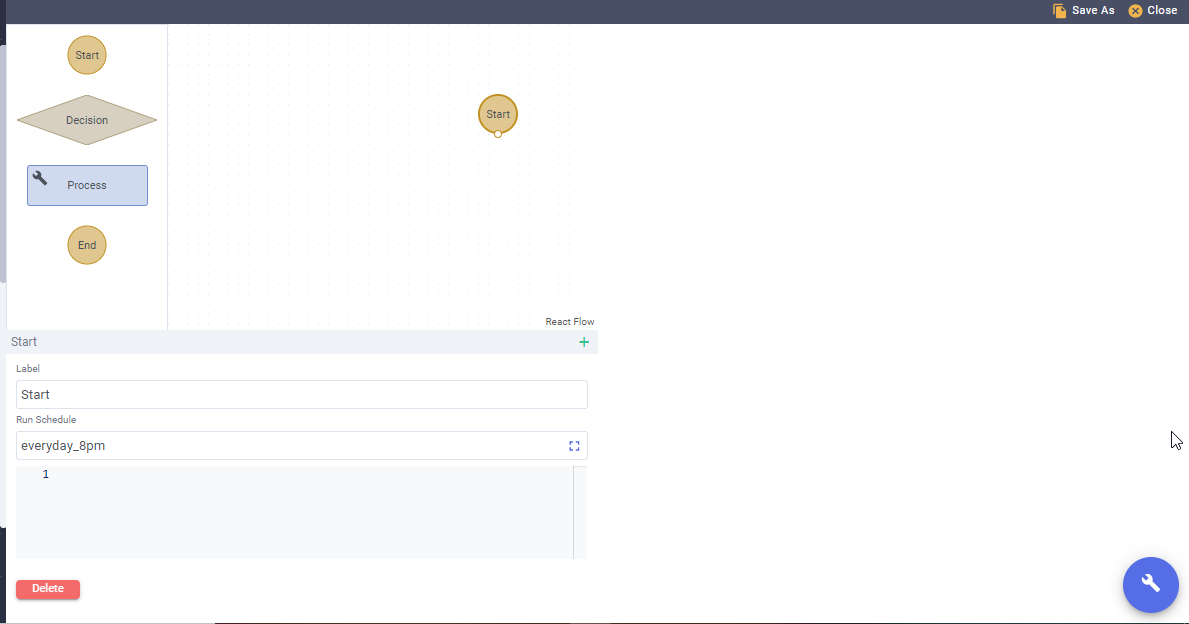 Save As
Close
Start
Decision
Process
End
Start
React Flow
Start
+
Label
Start
Run Schedule
everyday_8pm
1
Delete